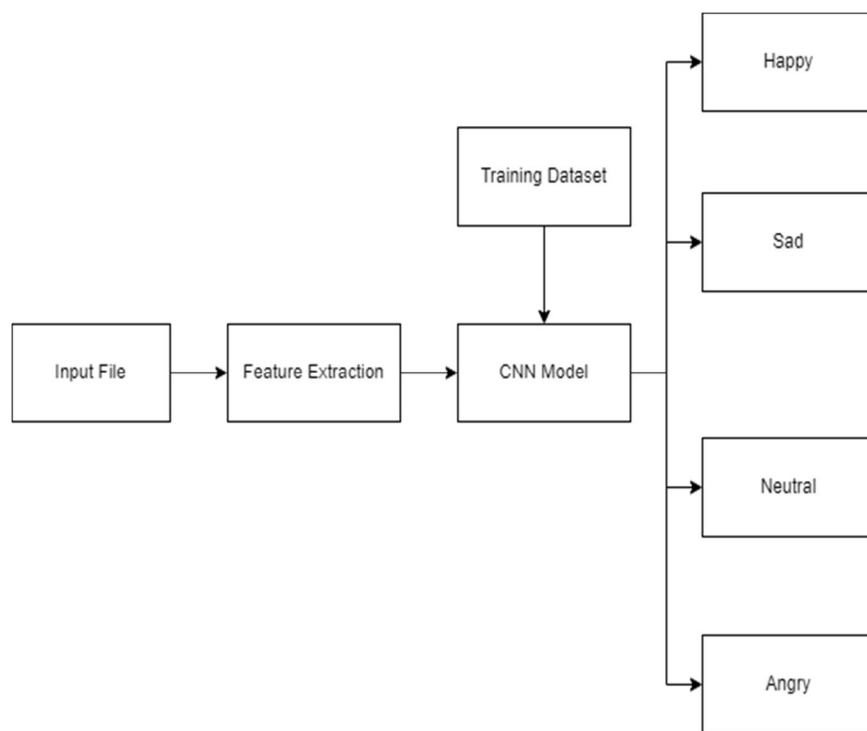 Happy
Training Dataset
Sad
Input File
Feature Extraction
CNN Model
Neutral
Angry